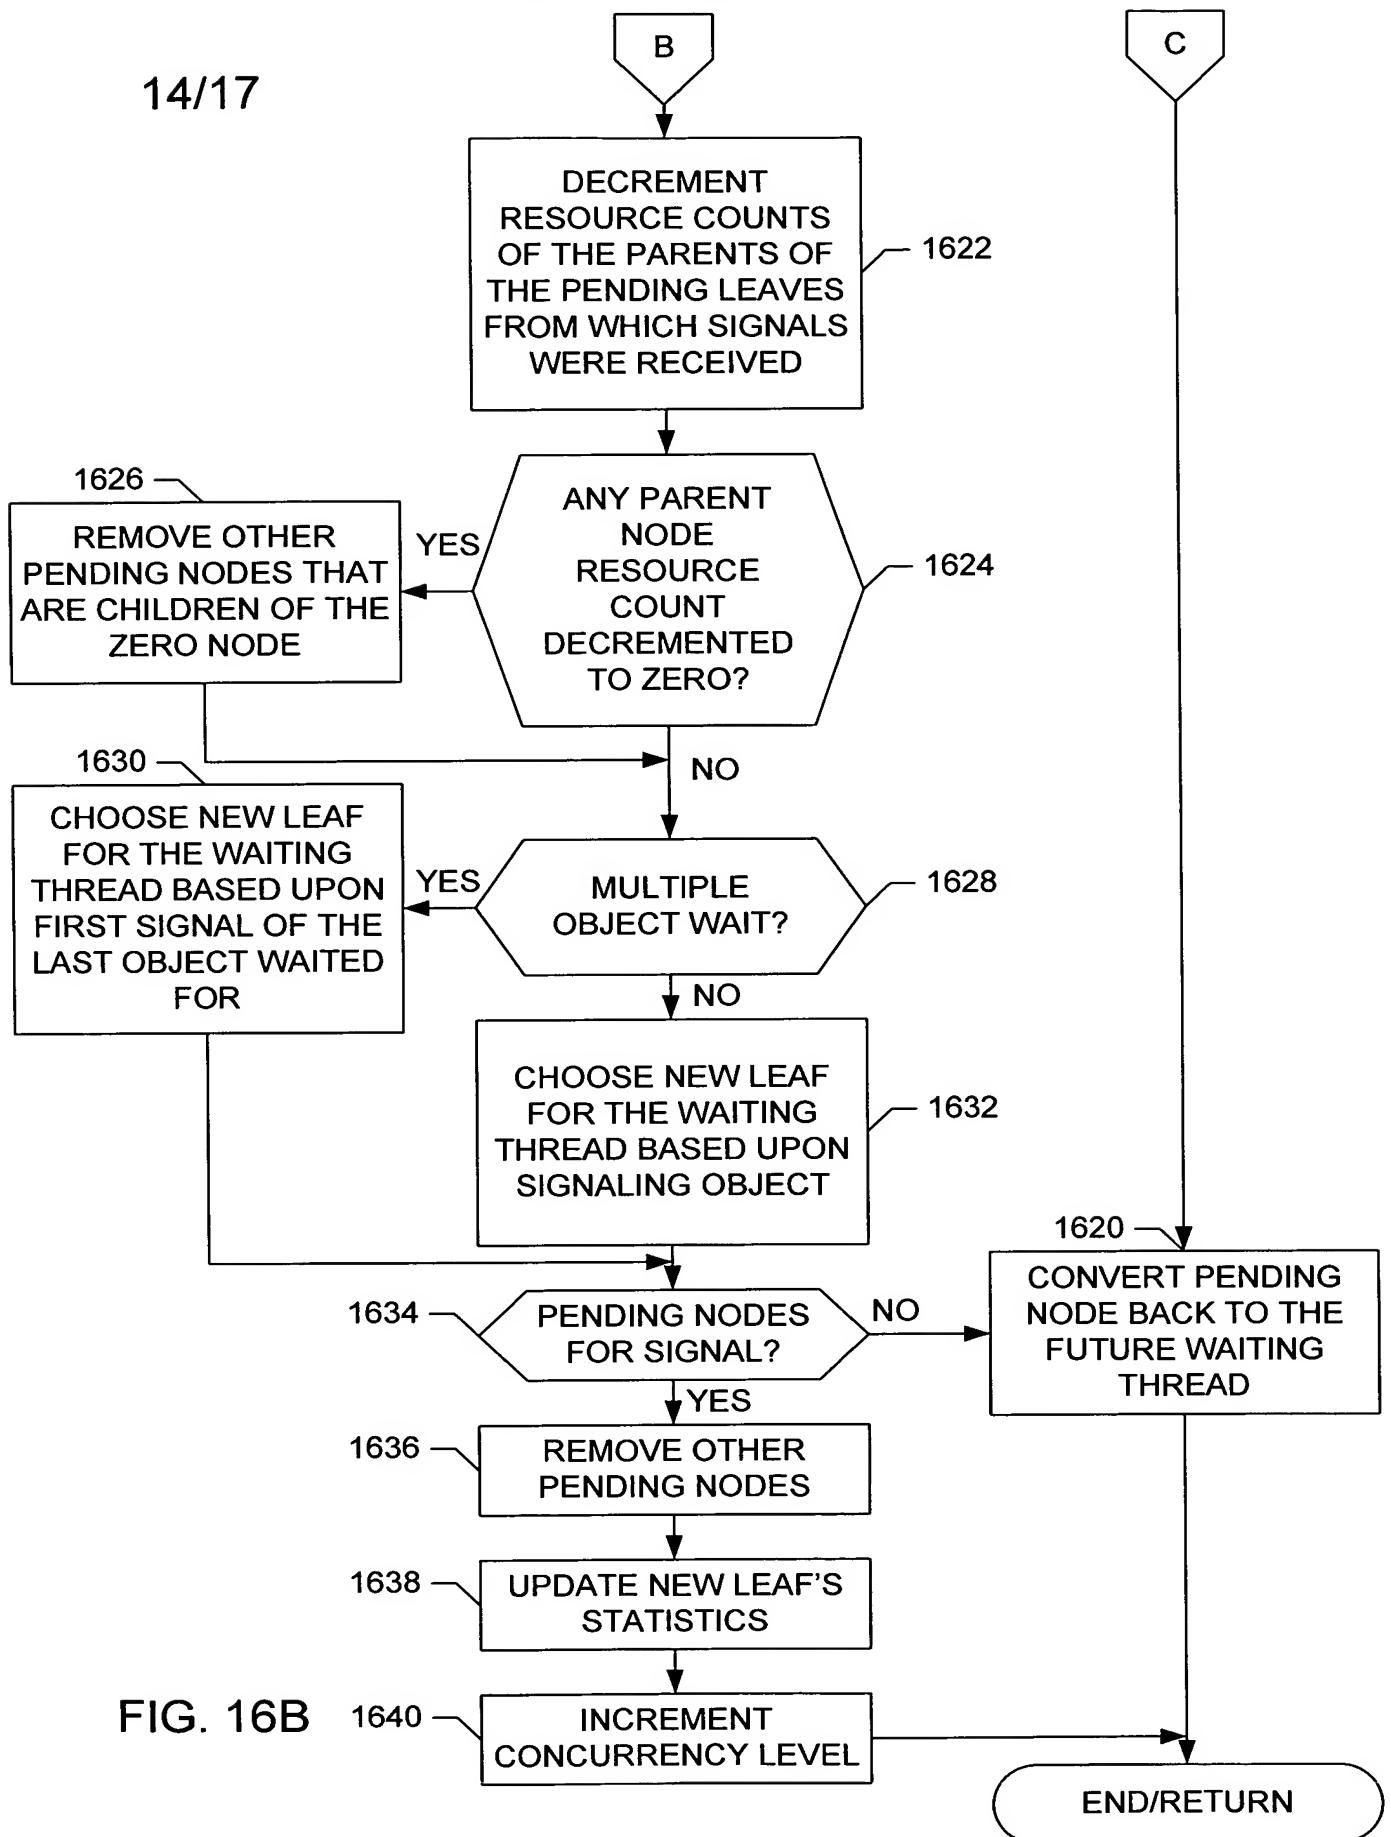 B
C
14/17
DECREMENT
RESOURCE COUNTS
OF THE PARENTS OF
THE PENDING LEAVES
FROM WHICH SIGNALS
WERE RECEIVED
1622
1626
REMOVE OTHER
PENDING NODES THAT
ARE CHILDREN OF THE
ZERO NODE
YES
ANY PARENT
NODE
RESOURCE
COUNT
DECREMENTED
TO ZERO?
1624
NO
1630
CHOOSE NEW LEAF
FOR THE WAITING
THREAD BASED UPON
FIRST SIGNAL OF THE
LAST OBJECT WAITED
FOR
YES
MULTIPLE
OBJECT WAIT?
1628
NO
CHOOSE NEW LEAF
FOR THE WAITING
THREAD BASED UPON
SIGNALING OBJECT
1632
1620
CONVERT PENDING
NODE BACK TO THE
FUTURE WAITING
THREAD
1634
PENDING NODES
FOR SIGNAL?
NO
YES
1636
REMOVE OTHER
PENDING NODES
1638
UPDATE NEW LEAF'S
STATISTICS
FIG. 16B
1640
INCREMENT
CONCURRENCY LEVEL
END/RETURN